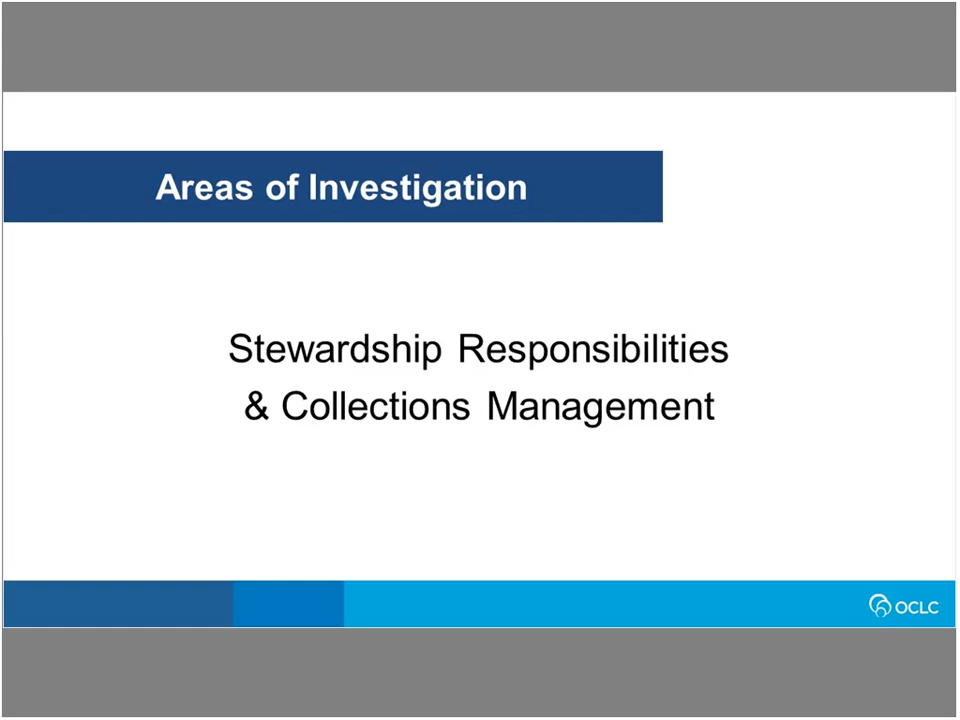 Areas of Investigation
Stewardship Responsibilities
& Collections Management
OCLC